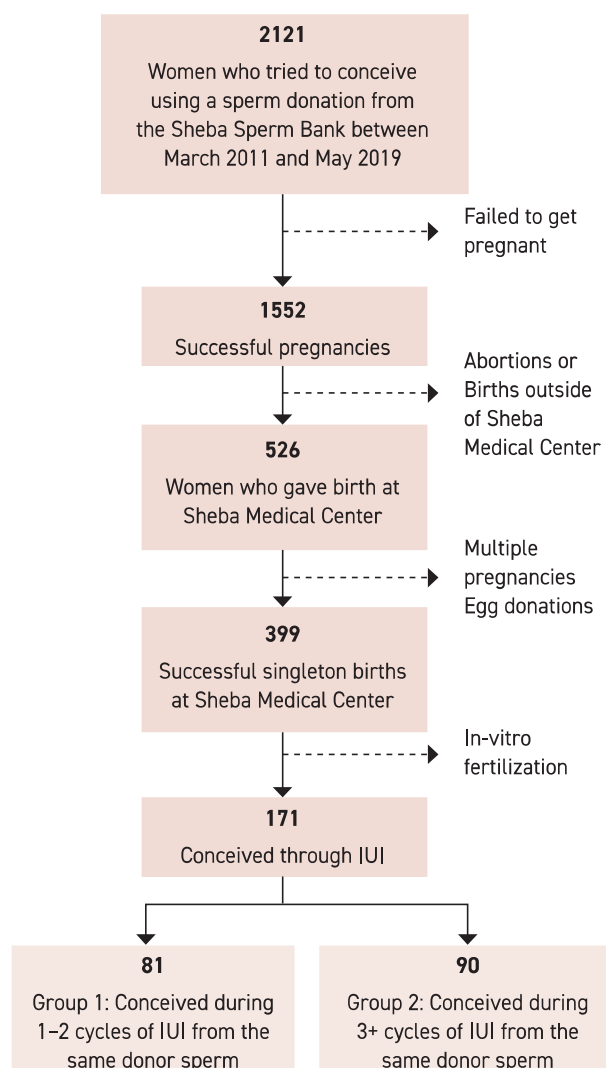 2121
Women who tried to conceive
using a sperm donation from
the Sheba Sperm Bank between
March 2011 and May 2019
Failed to get
pregnant
1552
Successful pregnancies
Abortions or
Births outside
of Sheba
Medical Center
526
Women who gave birth at
Sheba Medical Center
Multiple
pregnancies
Egg donations
399
Successful singleton births
at Sheba Medical Center
In-vitro
fertilization
171
Conceived through IUI
81
Group 1: Conceived during
1–2 cycles of IUI from the
same donor sperm
90
Group 2: Conceived during
3+ cycles of IUI from the
same donor sperm